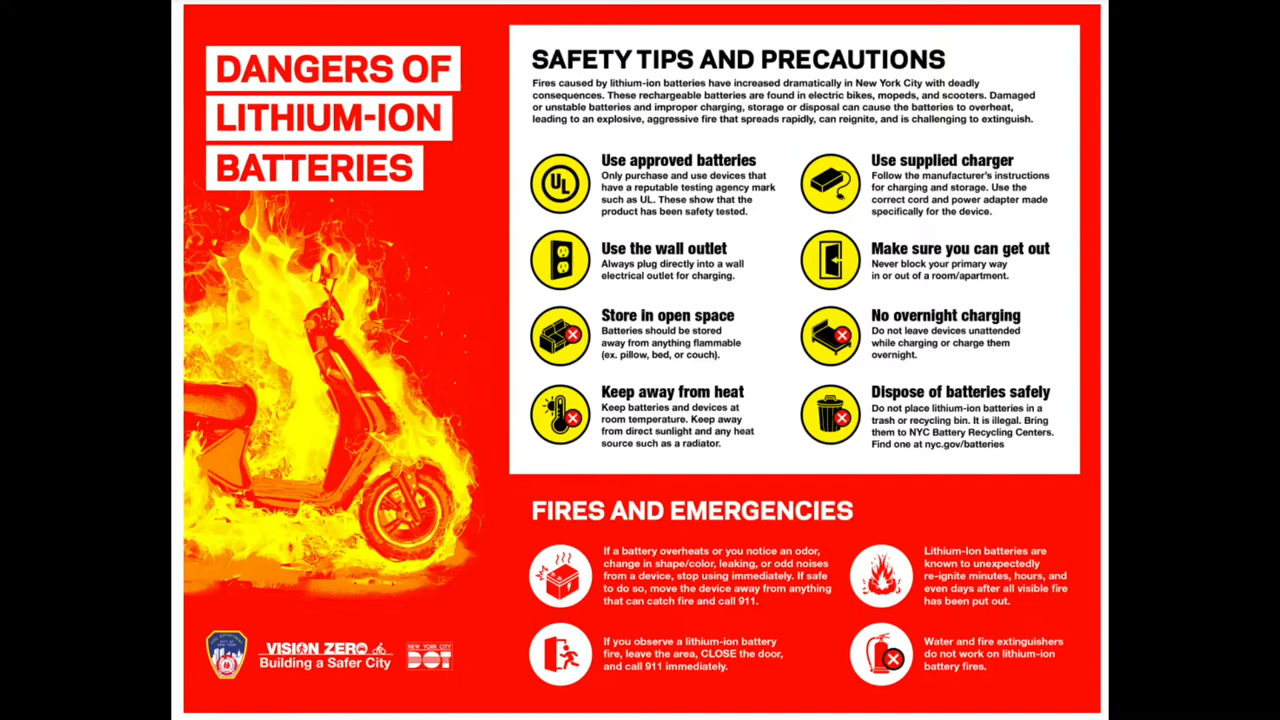 DANGERS OF
LITHIUM-ION
BATTERIES
SAFETY TIPS AND PRECAUTIONS
Fires caused by lithium-ion batteries have increased dramatically in New York City with deadly
consequences. These rechargeable batteries are found in electric bikes, mopeds, and scooters. Damaged
or unstable batteries and improper charging, storage or disposal can cause the batteries to overheat,
leading to an explosive, aggressive fire that spreads rapidly, can reignite, and is challenging to extinguish.
UL
Use approved batteries
Only purchase and use devices that
have a reputable testing agency mark
such as UL. These show that the
product has been safety tested.
Use supplied charger
Follow the manufacturer's instructions
for charging and storage. Use the
correct cord and power adapter made
specifically for the device.
Use the wall outlet
Always plug directly into a wall
electrical outlet for charging.
Make sure you can get out
Never block your primary way
in or out of a room/apartment.
Store in open space
Batteries should be stored
away from anything flammable
(ex. pillow, bed, or couch).
No overnight charging
Do not leave devices unattended
while charging or charge them
overnight.
Keep away from heat
Keep batteries and devices at
room temperature. Keep away
from direct sunlight and any heat
source such as a radiator.
Dispose of batteries safely
Do not place lithium-ion batteries in a
trash or recycling bin. It is illegal. Bring
them to NYC Battery Recycling Centers.
Find one at nyc.gov/batteries
FIRES AND EMERGENCIES
If a battery overheats or you notice an odor,
change in shape/color, leaking, or odd noises
from a device, stop using immediately. If safe
to do so, move the device away from anything
that can catch fire and call 911.
Lithium-Ion batteries are
known to unexpectedly
re-ignite minutes, hours, and
even days after all visible fire
has been put out.
If you observe a lithium-ion battery
fire, leave the area, CLOSE the door,
and call 911 immediately.
Water and fire extinguishers
do not work on lithium-ion
battery fires.
VISION ZERO
Building a Safer City
NEW YORK CITY
DOT